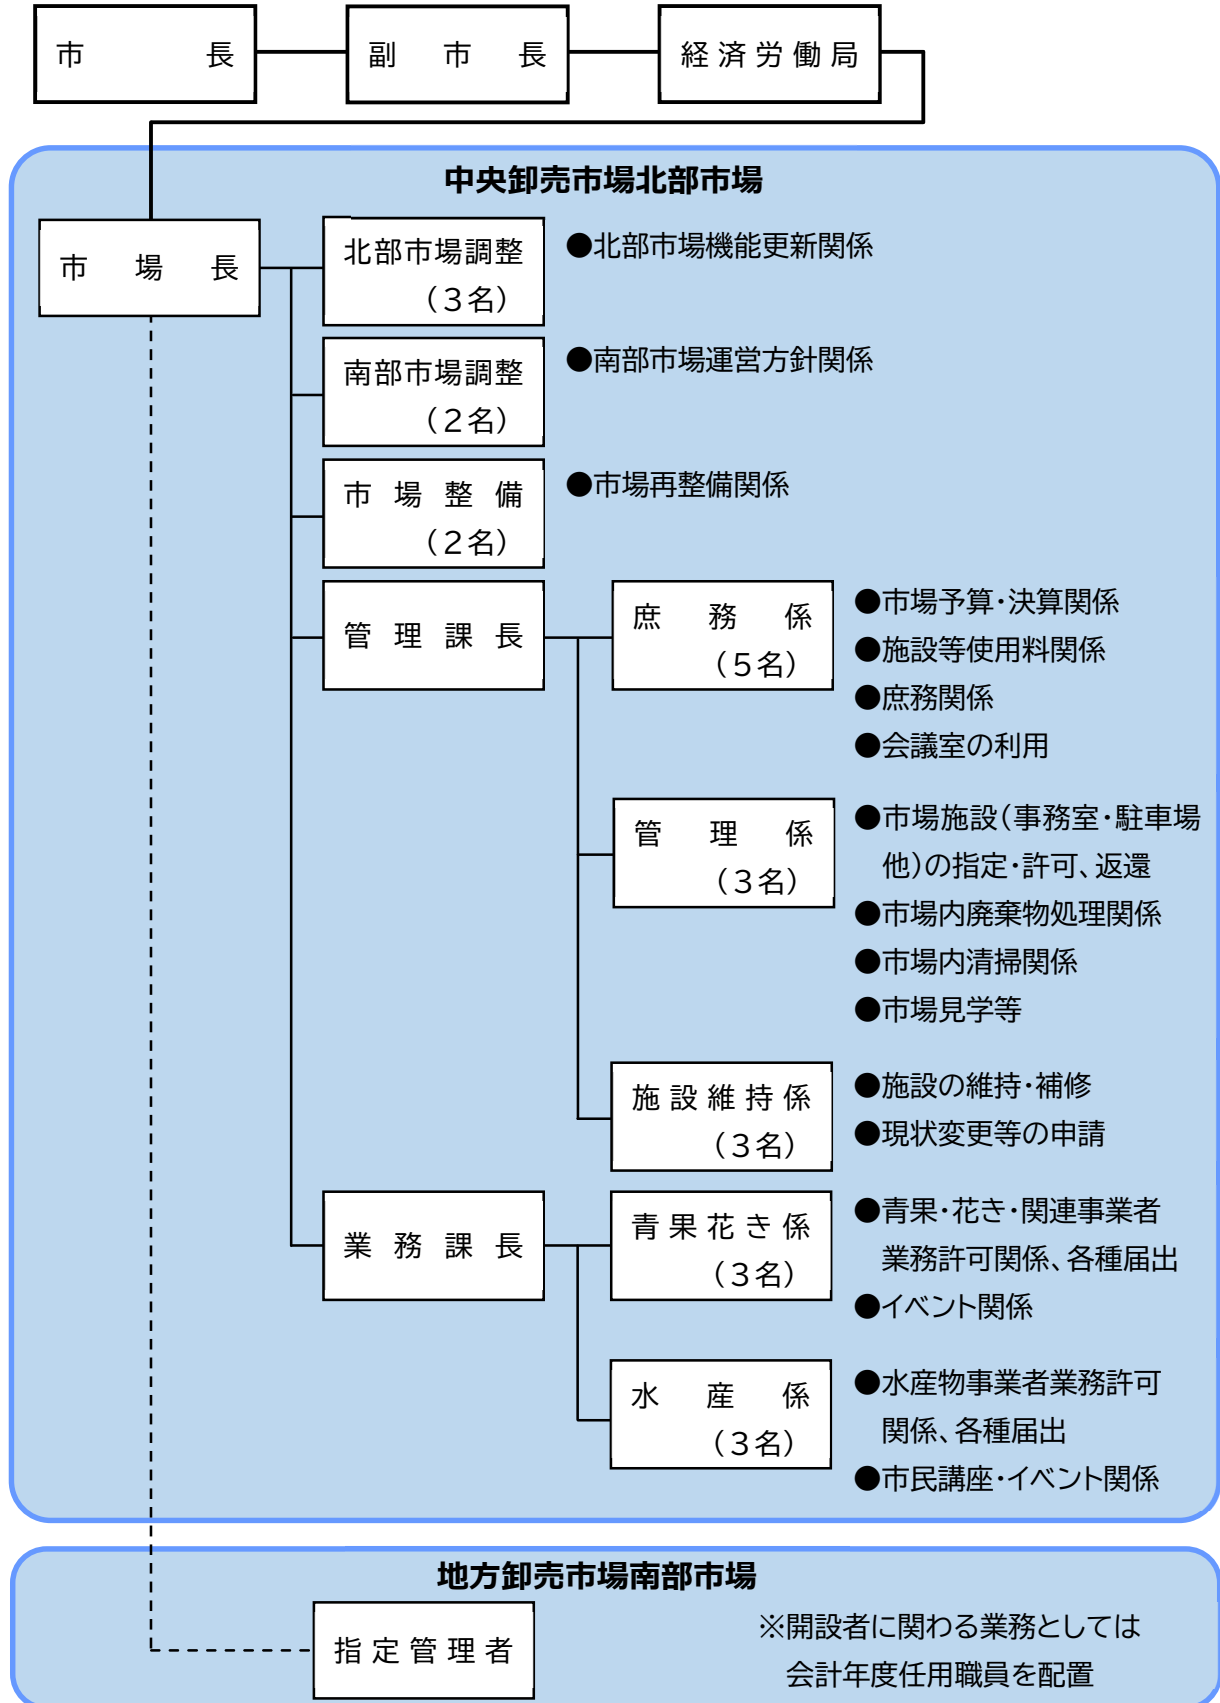 市長
副市長
経済労働局
中央卸売市場北部市場
市場長
北部市場調整
（３名）
●北部市場機能更新関係
南部市場調整
（２名）
●南部市場運営方針関係
市場整備
（２名）
●市場再整備関係
管理課長
庶務係
（５名）
●市場予算・決算関係
●施設等使用料関係
●庶務関係
●会議室の利用
管理係
（３名）
●市場施設（事務室・駐車場
他）の指定・許可、返還
●市場内廃棄物処理関係
●市場内清掃関係
●市場見学等
施設維持係
（３名）
●施設の維持・補修
●現状変更等の申請
業務課長
青果花き係
（３名）
●青果・花き・関連事業者
業務許可関係、各種届出
●イベント関係
水産係
（３名）
●水産物事業者業務許可
関係、各種届出
●市民講座・イベント関係
地方卸売市場南部市場
指定管理者
※開設者に関わる業務としては
会計年度任用職員を配置